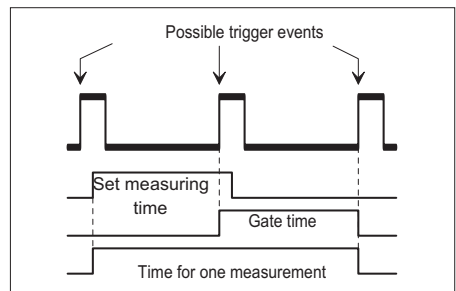 Possible trigger events
Set measuring
time
Gate time
Time for one measurement